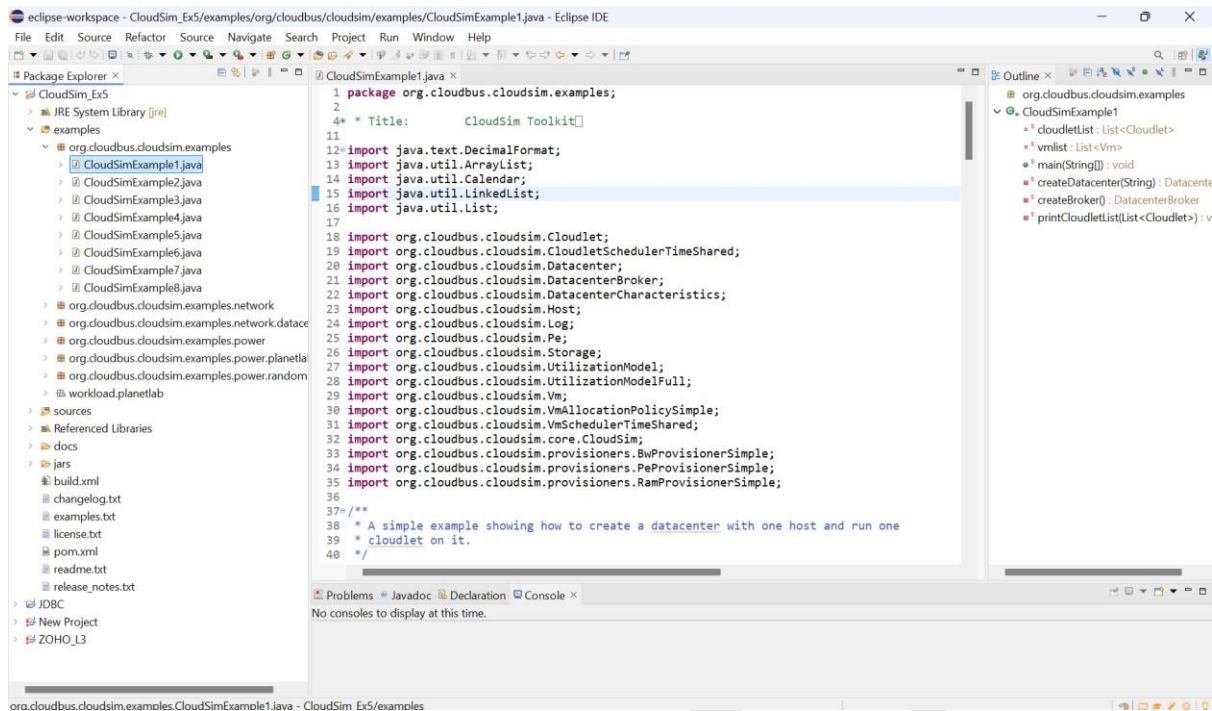 eclipse-workspace - CloudSim_Ex5/examples/org/cloudbus/cloudsim/examples/CloudSimExample1.java - Eclipse IDE
File Edit Source Refactor Source Navigate Search Project Run Window Help
Package Explorer ×
CloudSim_Ex5
JRE System Library [jre]
examples
org.cloudbus.cloudsim.examples
CloudSimExample1.java
CloudSimExample2.java
CloudSimExample3.java
CloudSimExample4.java
CloudSimExample5.java
CloudSimExample6.java
CloudSimExample7.java
CloudSimExample8.java
org.cloudbus.cloudsim.examples.network
org.cloudbus.cloudsim.examples.network.datace
org.cloudbus.cloudsim.examples.power
org.cloudbus.cloudsim.examples.power.planetla
org.cloudbus.cloudsim.examples.power.random
workload.planetlab
sources
Referenced Libraries
docs
jars
build.xml
changelog.txt
examples.txt
license.txt
pom.xml
readme.txt
release_notes.txt
JDBC
New Project
ZOHO_L3
CloudSimExample1.java ×
1 package org.cloudbus.cloudsim.examples;
2
4 * Title: CloudSim Toolkit
11
12 import java.text.DecimalFormat;
13 import java.util.ArrayList;
14 import java.util.Calendar;
15 import java.util.LinkedList;
16 import java.util.List;
17
18 import org.cloudbus.cloudsim.Cloudlet;
19 import org.cloudbus.cloudsim.CloudletSchedulerTimeShared;
20 import org.cloudbus.cloudsim.Datacenter;
21 import org.cloudbus.cloudsim.DatacenterBroker;
22 import org.cloudbus.cloudsim.DatacenterCharacteristics;
23 import org.cloudbus.cloudsim.Host;
24 import org.cloudbus.cloudsim.Log;
25 import org.cloudbus.cloudsim.Pe;
26 import org.cloudbus.cloudsim.Storage;
27 import org.cloudbus.cloudsim.UtilizationModel;
28 import org.cloudbus.cloudsim.UtilizationModelFull;
29 import org.cloudbus.cloudsim.Vm;
30 import org.cloudbus.cloudsim.VmAllocationPolicySimple;
31 import org.cloudbus.cloudsim.VmSchedulerTimeShared;
32 import org.cloudbus.cloudsim.core.CloudSim;
33 import org.cloudbus.cloudsim.provisioners.BwProvisionerSimple;
34 import org.cloudbus.cloudsim.provisioners.PeProvisionerSimple;
35 import org.cloudbus.cloudsim.provisioners.RamProvisionerSimple;
36
37 /**
38 * A simple example showing how to create a datacenter with one host and run one
39 * cloudlet on it.
40 */
Outline ×
org.cloudbus.cloudsim.examples
CloudSimExample1
cloudletList : List<Cloudlet>
vmlist : List<Vm>
main(String[]) : void
createDatacenter(String) : Datacente
createBroker() : DatacenterBroker
printCloudletList(List<Cloudlet>) : v
Problems Javadoc Declaration Console ×
No consoles to display at this time.
org.cloudbus.cloudsim.examples.CloudSimExample1.java - CloudSim_Ex5/examples